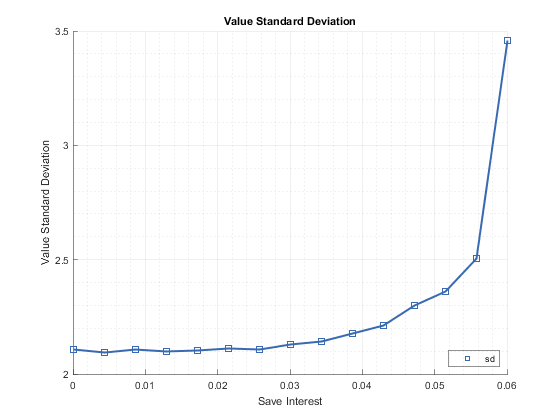 Value Standard Deviation
3.5
3
2.5
2
Value Standard Deviation
0 0.01 0.02 0.03 0.04 0.05 0.06
Save Interest
sd